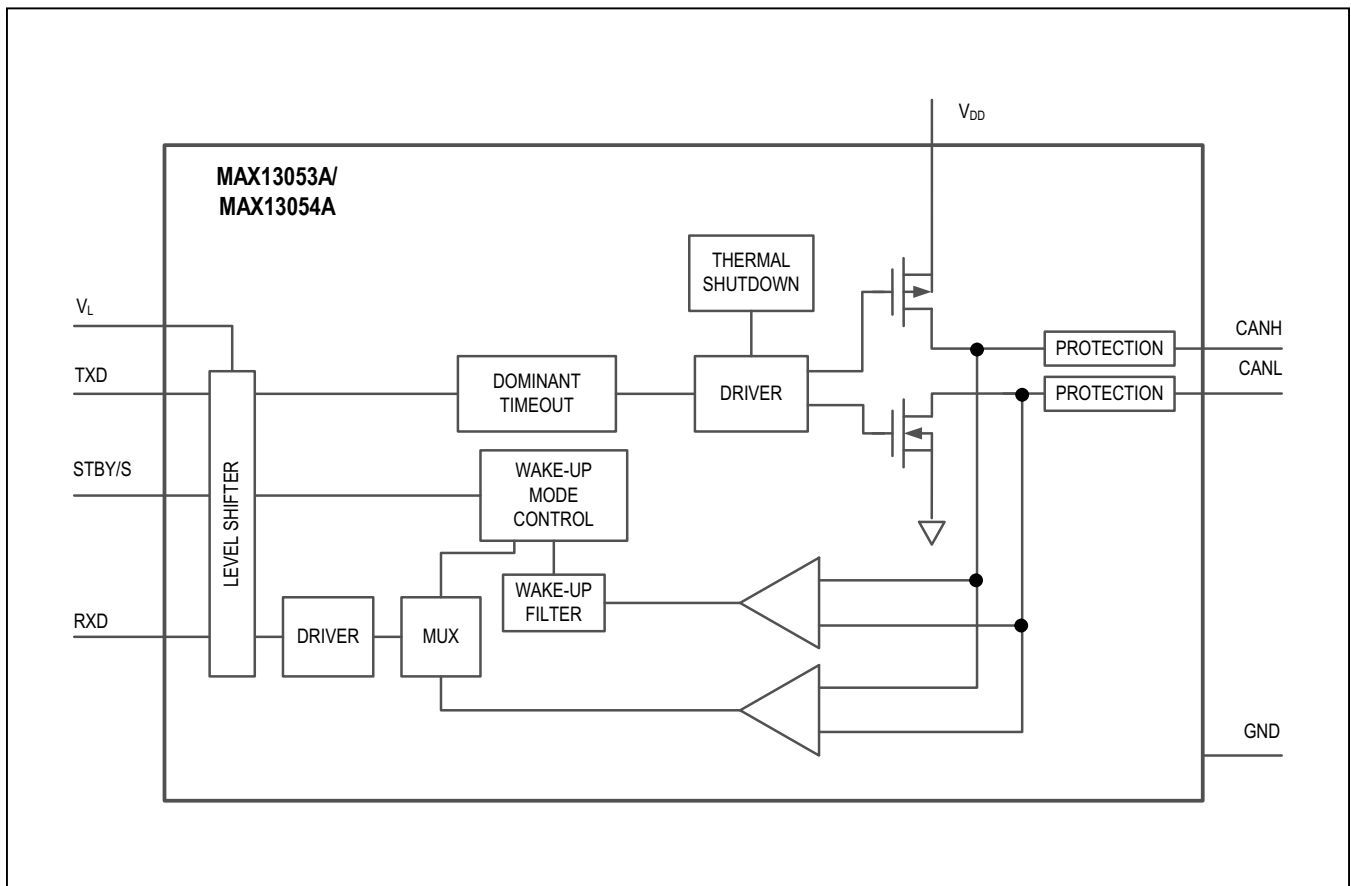 V_DD
MAX13053A/
MAX13054A
THERMAL
SHUTDOWN
V_L
CANH
PROTECTION
TXD
CANL
PROTECTION
DOMINANT
TIMEOUT
DRIVER
STBY/S
WAKE-UP
MODE
CONTROL
LEVEL SHIFTER
WAKE-UP
FILTER
RXD
DRIVER
MUX
GND